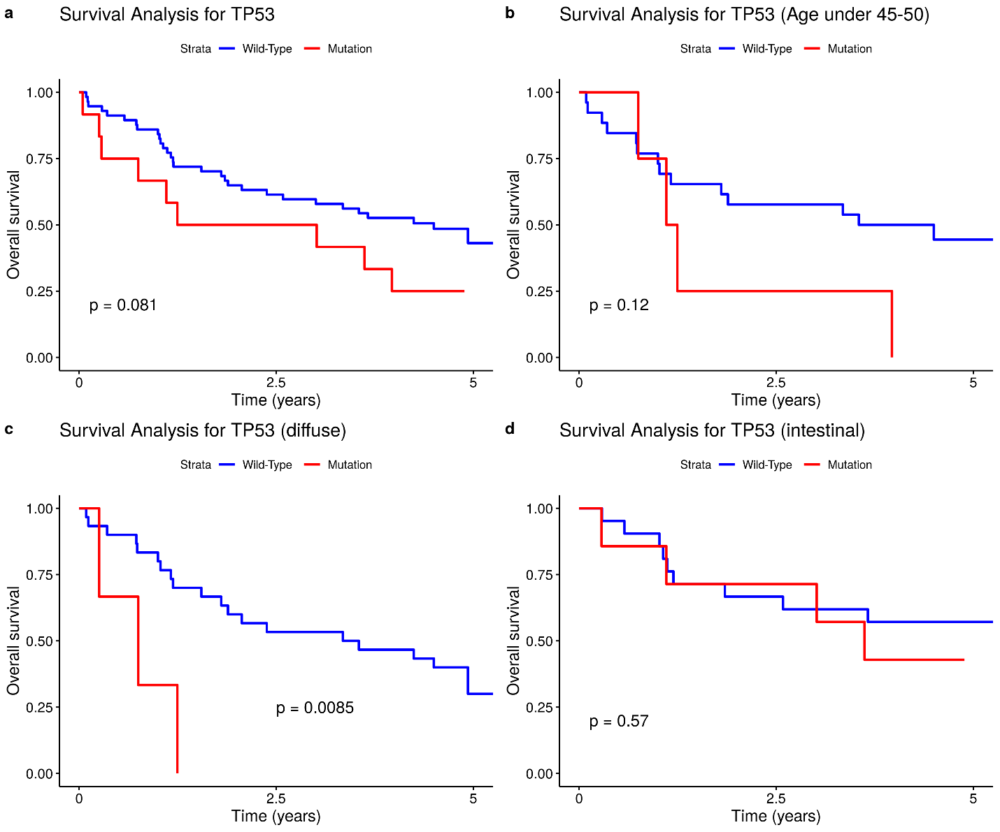 a Survival Analysis for TP53
Strata Wild-Type Mutation
1.00
0.75
0.50
0.25
0.00
Overall survival
p = 0.081
0 2.5 5
Time (years)
b Survival Analysis for TP53 (Age under 45-50)
Strata Wild-Type Mutation
1.00
0.75
0.50
0.25
0.00
Overall survival
p = 0.12
0 2.5 5
Time (years)
c Survival Analysis for TP53 (diffuse)
Strata Wild-Type Mutation
1.00
0.75
0.50
0.25
0.00
Overall survival
p = 0.0085
0 2.5 5
Time (years)
d Survival Analysis for TP53 (intestinal)
Strata Wild-Type Mutation
1.00
0.75
0.50
0.25
0.00
Overall survival
p = 0.57
0 2.5 5
Time (years)